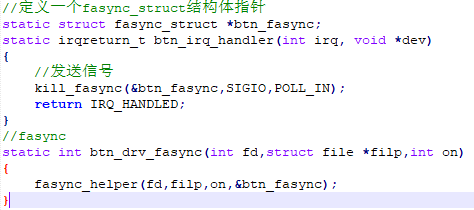 //定义一个fasync_struct结构体指针
static struct fasync_struct *btn_fasync;
static irqreturn_t btn_irq_handler(int irq, void *dev)
{
    //发送信号
    kill_fasync(&btn_fasync,SIGIO,POLL_IN);
    return IRQ_HANDLED;
}
//fasync
static int btn_drv_fasync(int fd,struct file *filp,int on)
{
    fasync_helper(fd,filp,on,&btn_fasync);
}